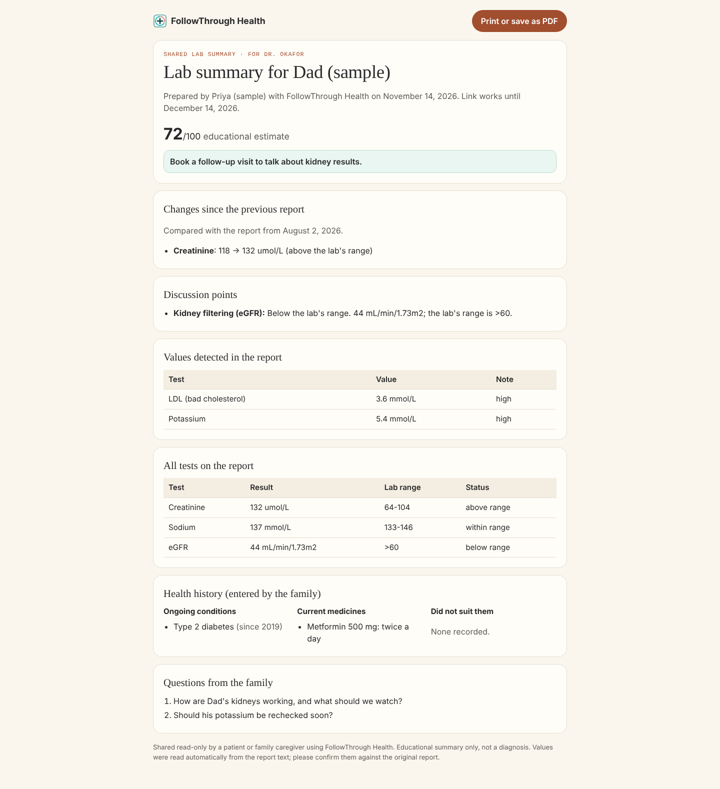 FollowThrough Health
Print or save as PDF
SHARED LAB SUMMARY · FOR DR. OKAFOR
Lab summary for Dad (sample)
Prepared by Priya (sample) with FollowThrough Health on November 14, 2026. Link works until
December 14, 2026.
72/100 educational estimate
Book a follow-up visit to talk about kidney results.
Changes since the previous report
Compared with the report from August 2, 2026.
• Creatinine: 118 → 132 umol/L (above the lab's range)
Discussion points
• Kidney filtering (eGFR): Below the lab's range. 44 mL/min/1.73m2; the lab's range is >60.
Values detected in the report
Test Value Note
LDL (bad cholesterol) 3.6 mmol/L high
Potassium 5.4 mmol/L high
All tests on the report
Test Result Lab range Status
Creatinine 132 umol/L 64-104 above range
Sodium 137 mmol/L 133-146 within range
eGFR 44 mL/min/1.73m2 >60 below range
Health history (entered by the family)
Ongoing conditions
• Type 2 diabetes (since 2019)
Current medicines
• Metformin 500 mg: twice a
day
Did not suit them
None recorded.
Questions from the family
1. How are Dad's kidneys working, and what should we watch?
2. Should his potassium be rechecked soon?
Shared read-only by a patient or family caregiver using FollowThrough Health. Educational summary only, not a diagnosis. Values
were read automatically from the report text; please confirm them against the original report.